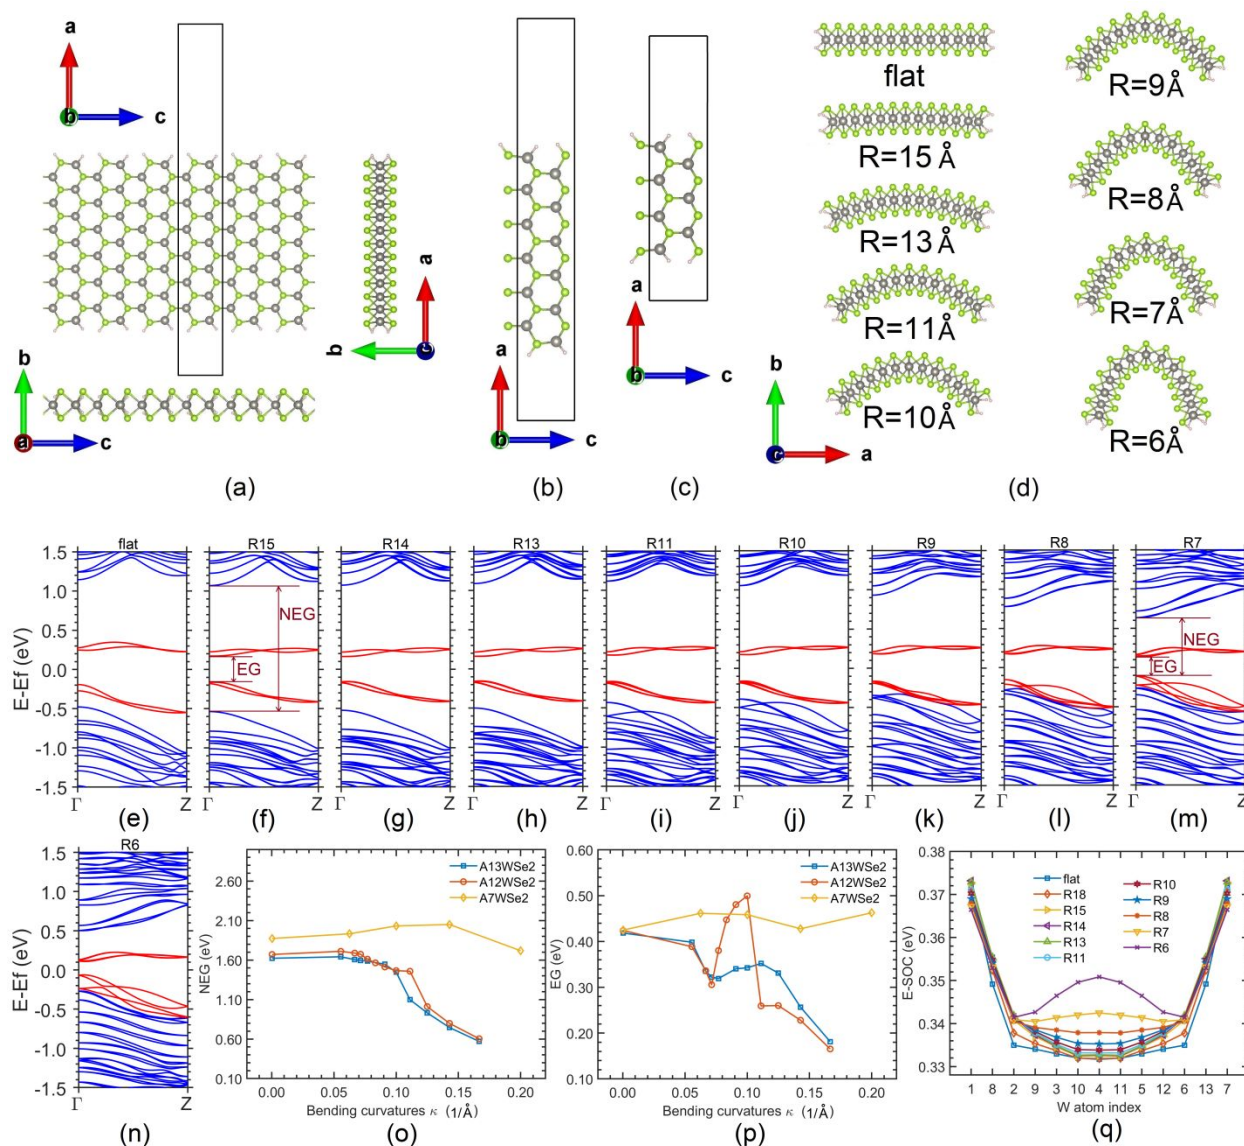 a
b
c
a
b
c
b
a
c
a
b
c
(a)
a
b
c
(b)
a
b
c
(c)
flat
R=15 Å
R=13 Å
R=11 Å
R=10 Å
R=9 Å
R=8 Å
R=7 Å
R=6 Å
b
c
a
(d)
E-Ef (eV)
1.5
1.0
0.5
0.0
-0.5
-1.0
-1.5
flat
Γ Z
(e)
R15
NEG
EG
Γ Z
(f)
R14
Γ Z
(g)
R13
Γ Z
(h)
R11
Γ Z
(i)
R10
Γ Z
(j)
R9
Γ Z
(k)
R8
Γ Z
(l)
R7
NEG
EG
Γ Z
(m)
R6
E-Ef (eV)
1.5
1.0
0.5
0.0
-0.5
-1.0
-1.5
Γ Z
(n)
NEG (eV)
2.60
2.10
1.60
1.10
0.60
0.10
A13WSe2
A12WSe2
A7WSe2
0.00 0.05 0.10 0.15 0.20
Bending curvatures κ (1/Å)
(o)
EG (eV)
0.60
0.50
0.40
0.30
0.20
0.10
A13WSe2
A12WSe2
A7WSe2
0.00 0.05 0.10 0.15 0.20
Bending curvatures κ (1/Å)
(p)
E-SOC (eV)
0.38
0.37
0.36
0.35
0.34
0.33
flat
R18
R15
R14
R13
R11
R10
R9
R8
R7
R6
1 8 2 9 3 10 4 11 5 12 6 13 7
W atom index
(q)